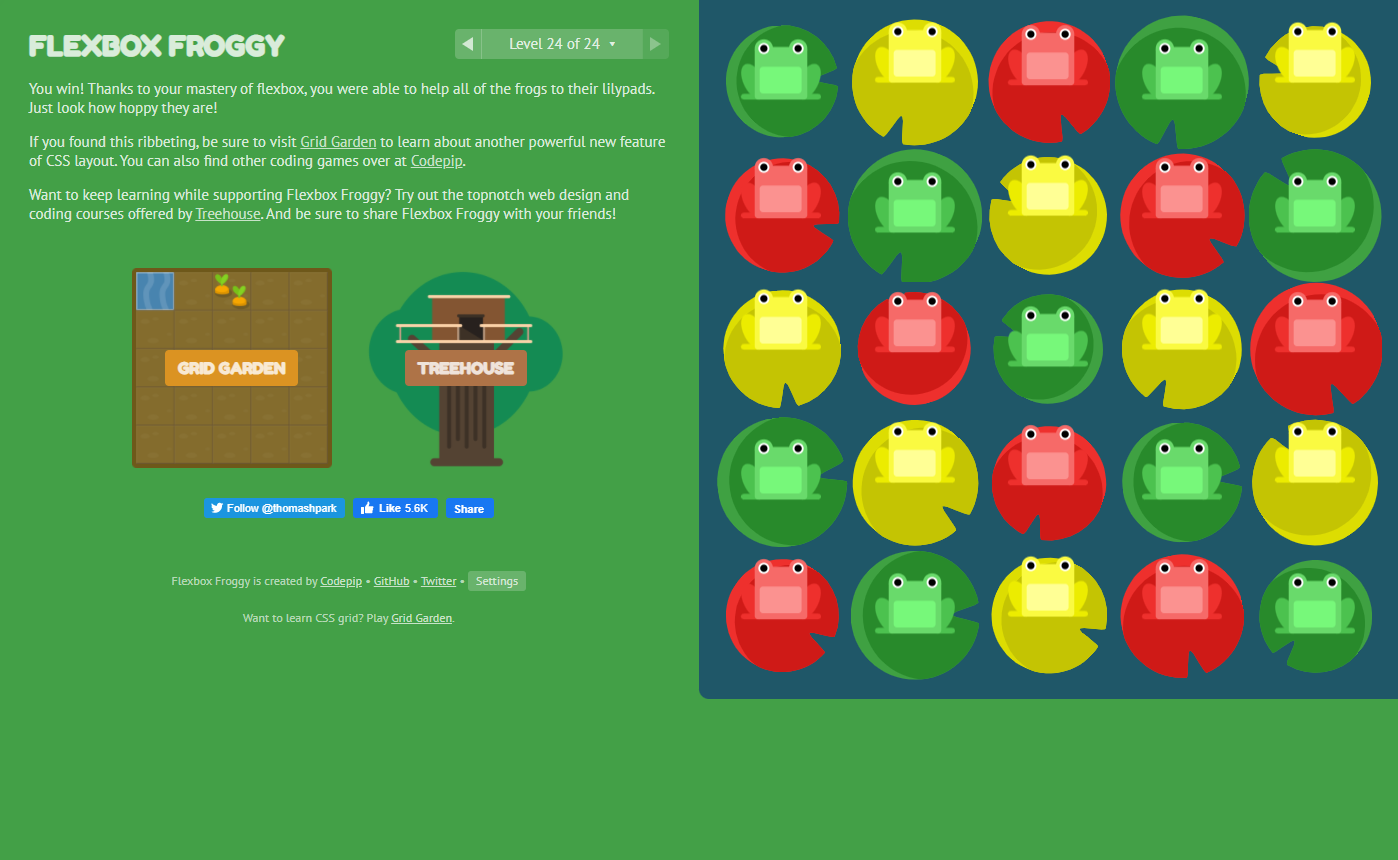 FLEXBOX FROGGY
Level 24 of 24
You win! Thanks to your mastery of flexbox, you were able to help all of the frogs to their lilypads.
Just look how hoppy they are!
If you found this ribbeting, be sure to visit Grid Garden to learn about another powerful new feature
of CSS layout. You can also find other coding games over at Codepip.
Want to keep learning while supporting Flexbox Froggy? Try out the topnotch web design and
coding courses offered by Treehouse. And be sure to share Flexbox Froggy with your friends!
GRID GARDEN
TREEHOUSE
Follow @thomashpark
Like 5.6K
Share
Flexbox Froggy is created by Codepip • GitHub • Twitter • Settings
Want to learn CSS grid? Play Grid Garden.